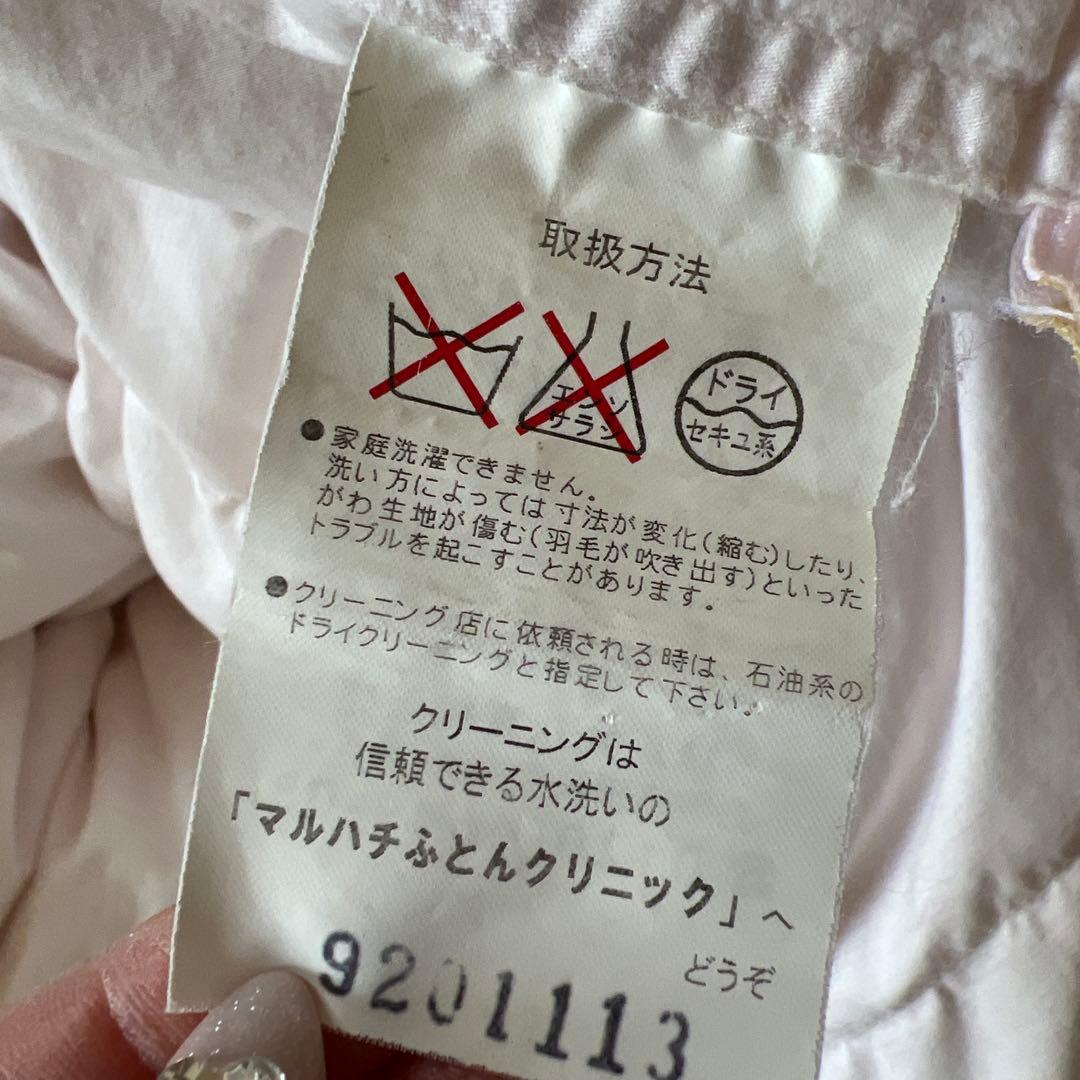 取扱方法
エンソ
サラシ
ドライ
セキユ系
●家庭洗濯できません。
洗い方によっては寸法が変化(縮む)したり、
がわ生地が傷む(羽毛が吹き出す)といった
トラブルを起こすことがあります。
●クリーニング店に依頼される時は、石油系の
ドライクリーニングと指定して下さい。
クリーニングは
信頼できる水洗いの
「マルハチふとんクリニック」へ
どうぞ
9201113